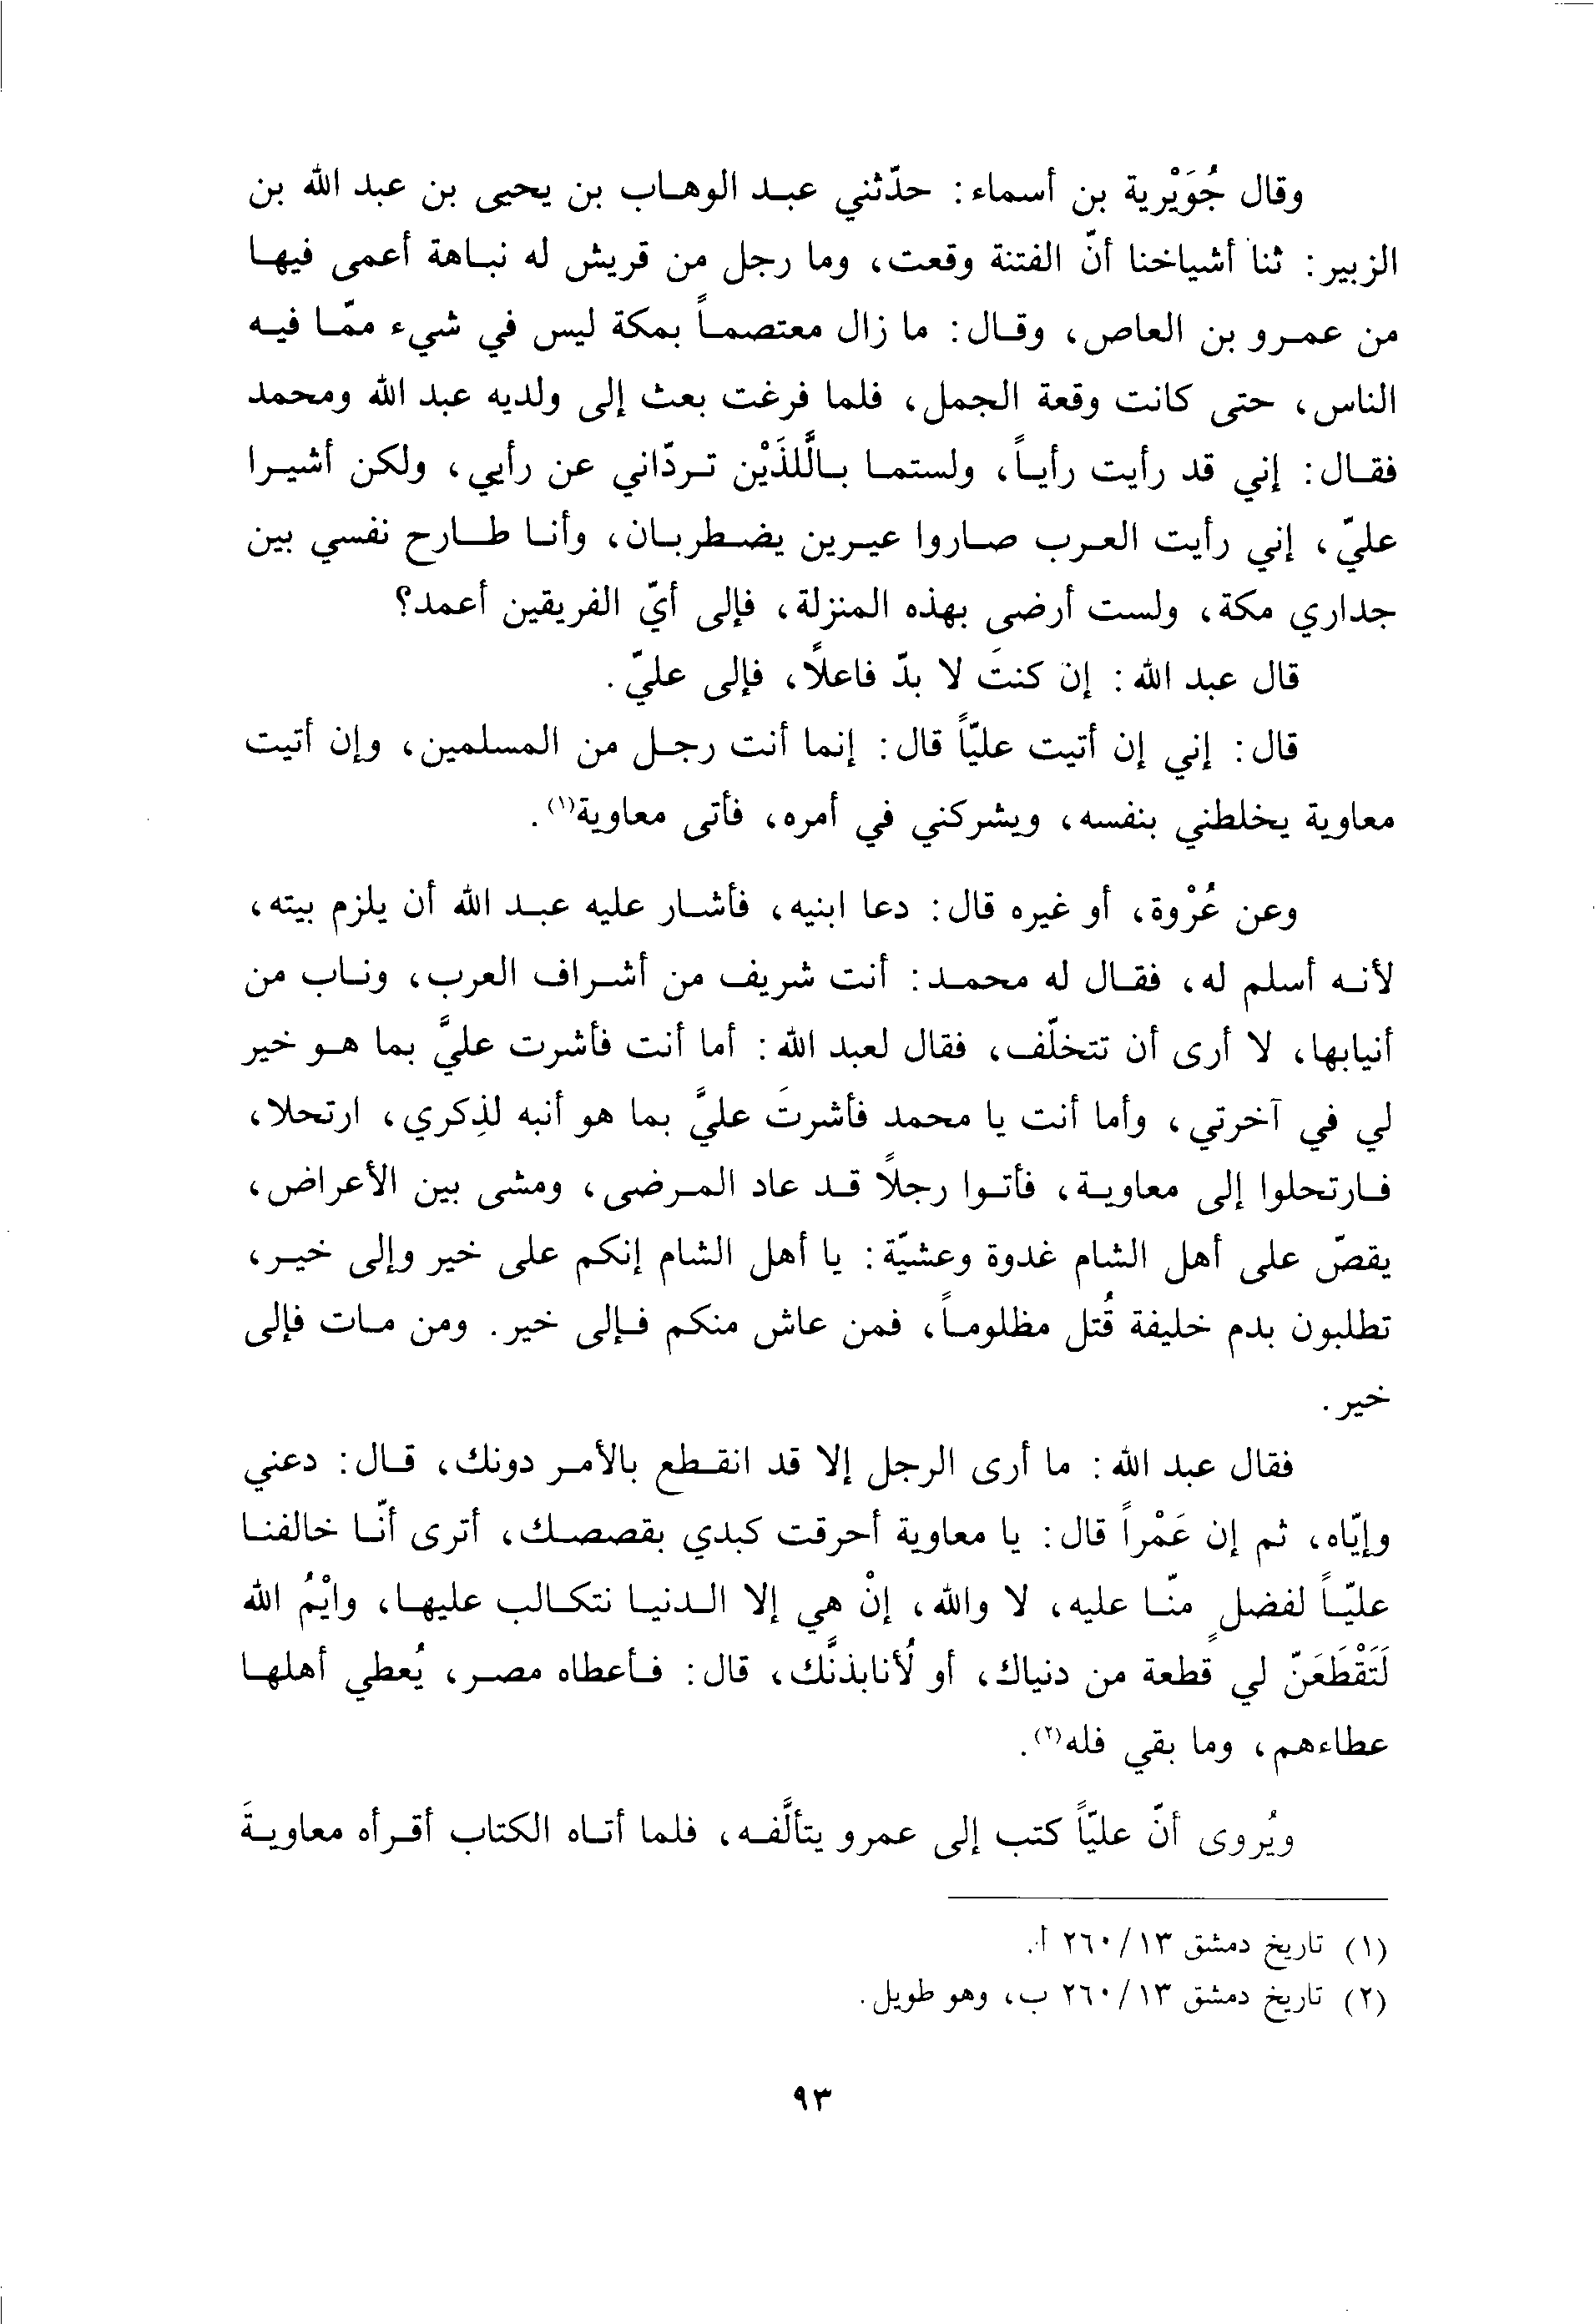 وقال جُوَيْرية بن أسماء: حدّثني عبد الوهاب بن يحيى بن عبد الله بن
الزبير: ثنا أشياخنا أنّ الفتنة وقعت، وما رجل من قريش له نباهة أعمى فيها
من عمرو بن العاص، وقال: ما زال معتصماً بمكة ليس في شيء ممّا فيه
الناس، حتى كانت وقعة الجمل، فلما فرغت بعث إلى ولديه عبد الله ومحمد
فقال: إني قد رأيت رأياً، ولستما باللَّذَيْن تردّاني عن رأيي، ولكن أشيرا
عليّ، إني رأيت العرب صاروا عيرين يضطربان، وأنا طارح نفسي بين
جداري مكة، ولست أرضى بهذه المنزلة، فإلى أيّ الفريقين أعمد؟
قال عبد الله: إن كنتَ لا بدّ فاعلاً، فإلى عليّ.
قال: إني إن أتيت عليّاً قال: إنما أنت رجل من المسلمين، وإن أتيت
معاوية يخلطني بنفسه، ويشركني في أمره، فأتى معاوية(١).
وعن عُرْوة، أو غيره قال: دعا ابنيه، فأشار عليه عبد الله أن يلزم بيته،
لأنه أسلم له، فقال له محمد: أنت شريف من أشراف العرب، وناب من
أنيابها، لا أرى أن تتخلّف، فقال لعبد الله: أما أنت فأشرت عليَّ بما هو خير
لي في آخرتي، وأما أنت يا محمد فأشرتَ عليَّ بما هو أنبه لذِكري، ارتحلا،
فارتحلوا إلى معاوية، فأتوا رجلاً قد عاد المرضى، ومشى بين الأعراض،
يقصّ على أهل الشام غدوة وعشيّة: يا أهل الشام إنكم على خير وإلى خير،
تطلبون بدم خليفة قُتل مظلوماً، فمن عاش منكم فإلى خير. ومن مات فإلى
خير.
فقال عبد الله: ما أرى الرجل إلا قد انقطع بالأمر دونك، قال: دعني
وإيّاه، ثم إن عَمْراً قال: يا معاوية أحرقت كبدي بقصصك، أترى أنّا خالفنا
عليّاً لفضلٍ منّا عليه، لا والله، إنْ هي إلا الدنيا نتكالب عليها، وايْمُ الله
لَتَقْطَعَنّ لي قِطعة من دنياك، أو لأنابذنَّك، قال: فأعطاه مصر، يُعطي أهلها
عطاءهم، وما بقي فله(٢).
ويُروى أنّ عليّاً كتب إلى عمرو يتألَّفه، فلما أتاه الكتاب أقرأه معاويةَ
(١) تاريخ دمشق ١٣/٢٦٠ أ.
(٢) تاريخ دمشق ١٣/٢٦٠ ب، وهو طويل.
٩٣